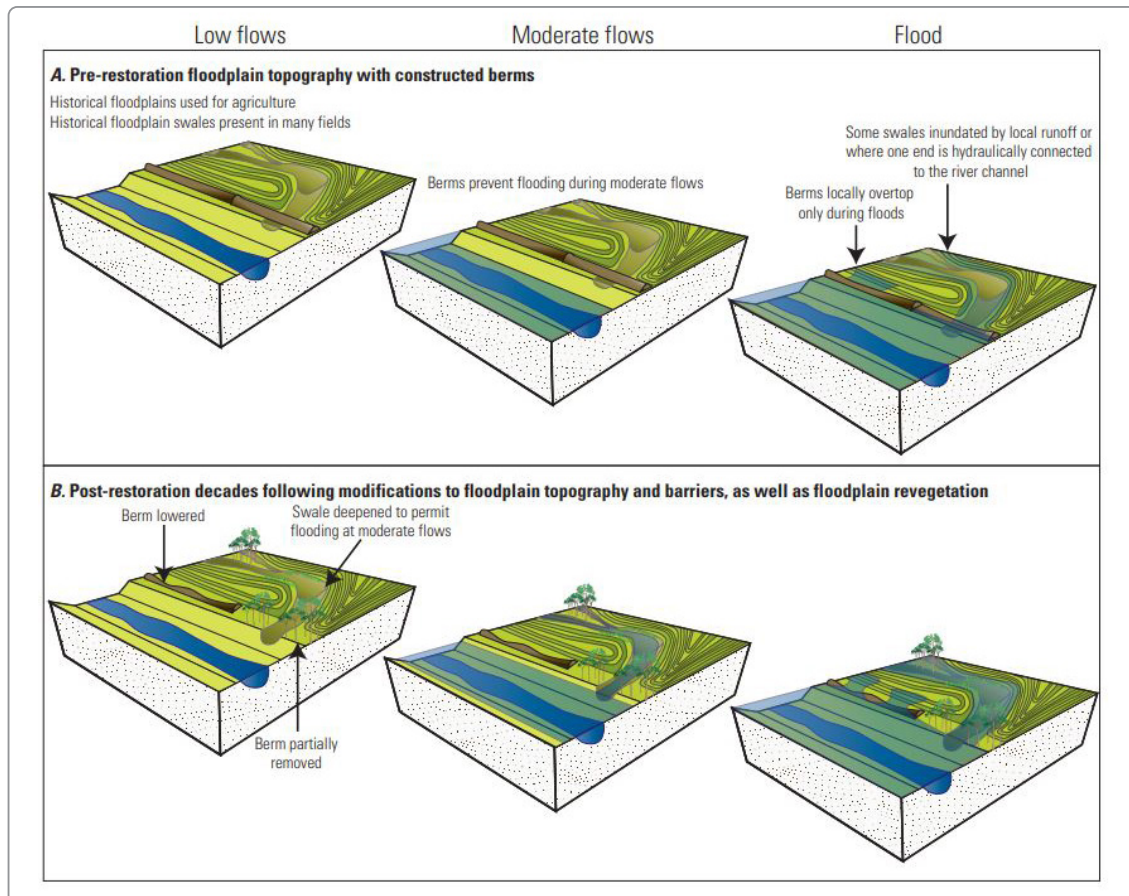 Low flows
Moderate flows
Flood
A. Pre-restoration floodplain topography with constructed berms
Historical floodplains used for agriculture
Historical floodplain swales present in many fields
Berms prevent flooding during moderate flows
Some swales inundated by local runoff or
where one end is hydraulically connected
to the river channel
Berms locally overtop
only during floods
B. Post-restoration decades following modifications to floodplain topography and barriers, as well as floodplain revegetation
Berm lowered
Swale deepened to permit
flooding at moderate flows
Berm partially
removed